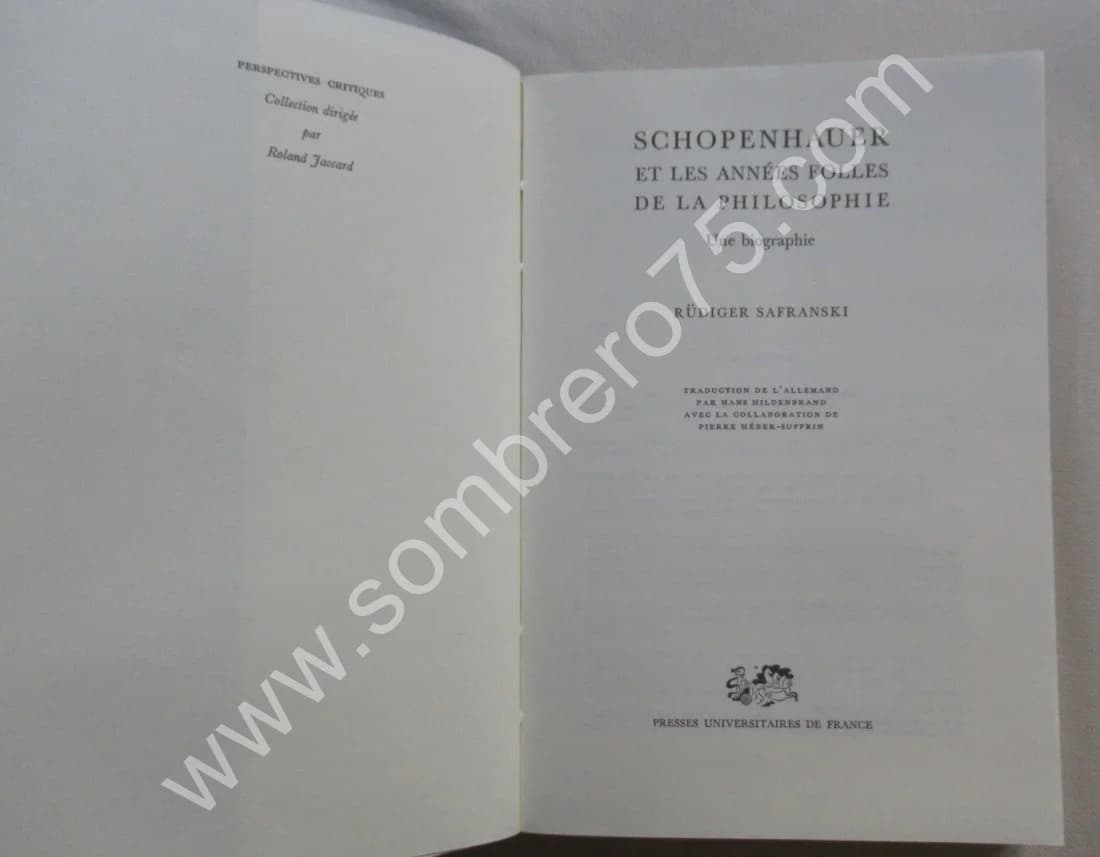 PERSPECTIVES CRITIQUES
Collection dirigée
par
Roland Jaccard
SCHOPENHAUER
ET LES ANNÉES FOLLES
DE LA PHILOSOPHIE
Une biographie
RÜDIGER SAFRANSKI
TRADUCTION DE L'ALLEMAND
PAR HANS HILDENBRAND
AVEC LA COLLABORATION DE
PIERRE HÉBER-SUFFRIN
PRESSES UNIVERSITAIRES DE FRANCE
www.sombrero75.com